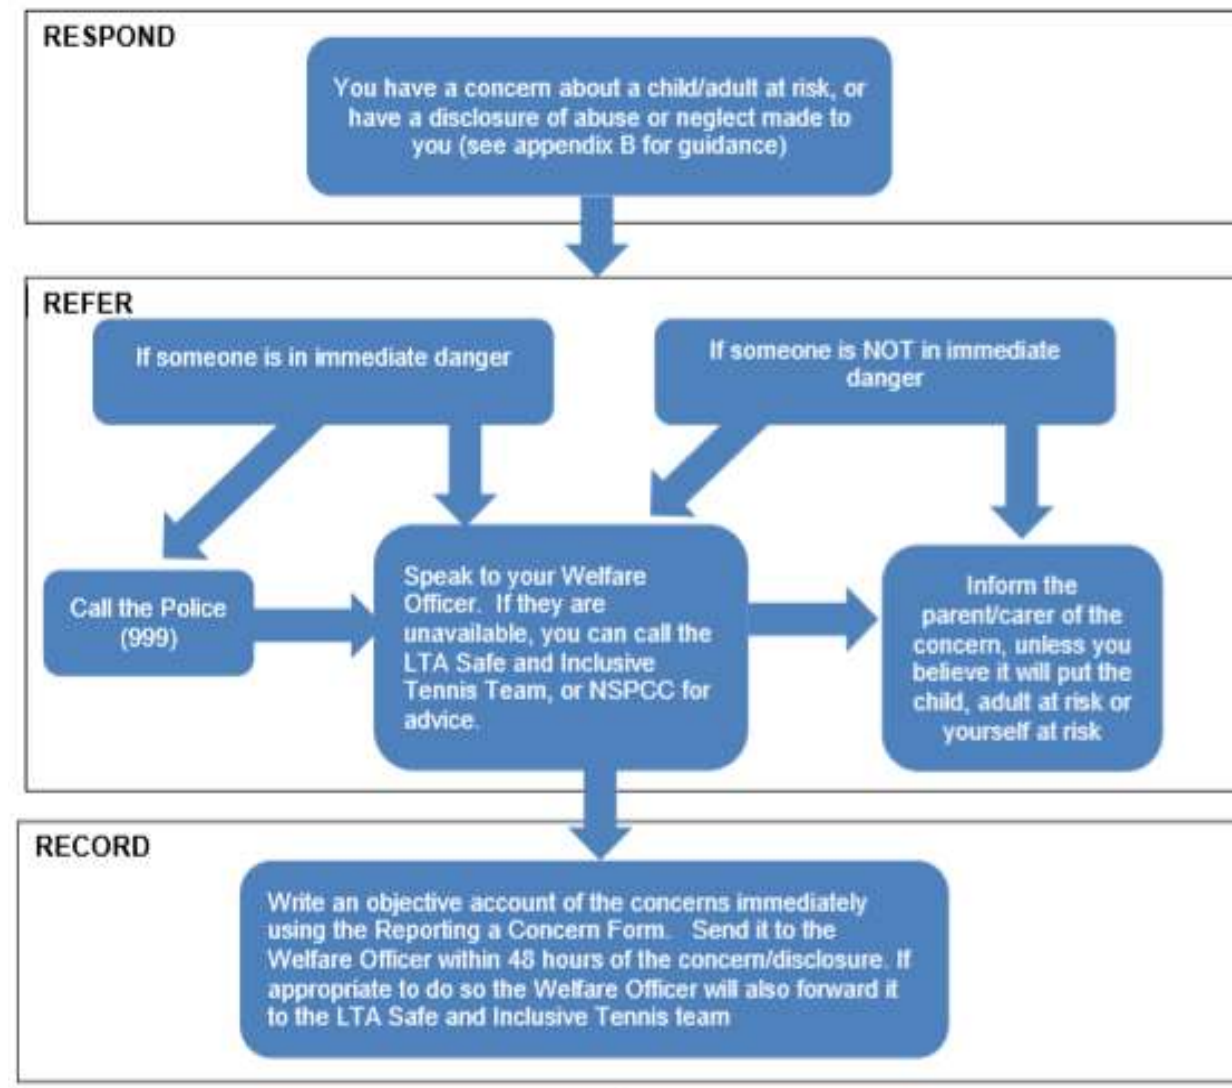 RESPOND
You have a concern about a child/adult at risk, or
have a disclosure of abuse or neglect made to
you (see appendix B for guidance)
REFER
If someone is in immediate danger
If someone is NOT in immediate
danger
Call the Police
(999)
Speak to your Welfare
Officer. If they are
unavailable, you can call the
LTA Safe and Inclusive
Tennis Team, or NSPCC for
advice.
Inform the
parent/carer of the
concern, unless you
believe it will put the
child, adult at risk or
yourself at risk
RECORD
Write an objective account of the concerns immediately
using the Reporting a Concern Form. Send it to the
Welfare Officer within 48 hours of the concern/disclosure. If
appropriate to do so the Welfare Officer will also forward it
to the LTA Safe and Inclusive Tennis team